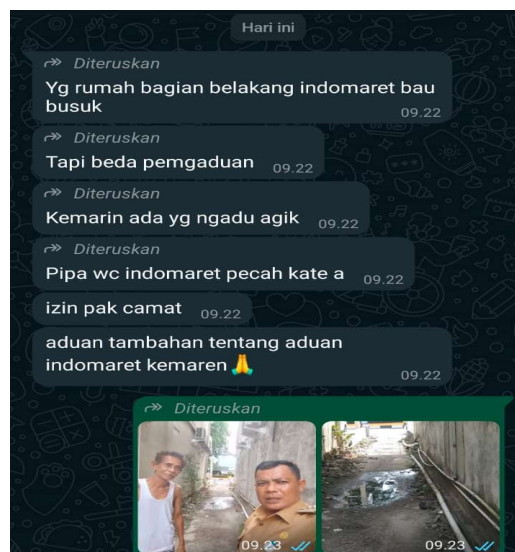 Hari ini
Diteruskan
Yg rumah bagian belakang indomaret bau
busuk
09.22
Diteruskan
Tapi beda pemgaduan 09.22
Diteruskan
Kemarin ada yg ngadu agik 09.22
Diteruskan
Pipa wc indomaret pecah kate a 09.22
izin pak camat 09.22
aduan tambahan tentang aduan
indomaret kemaren 🙏
09.22
Diteruskan
09.23 09.23